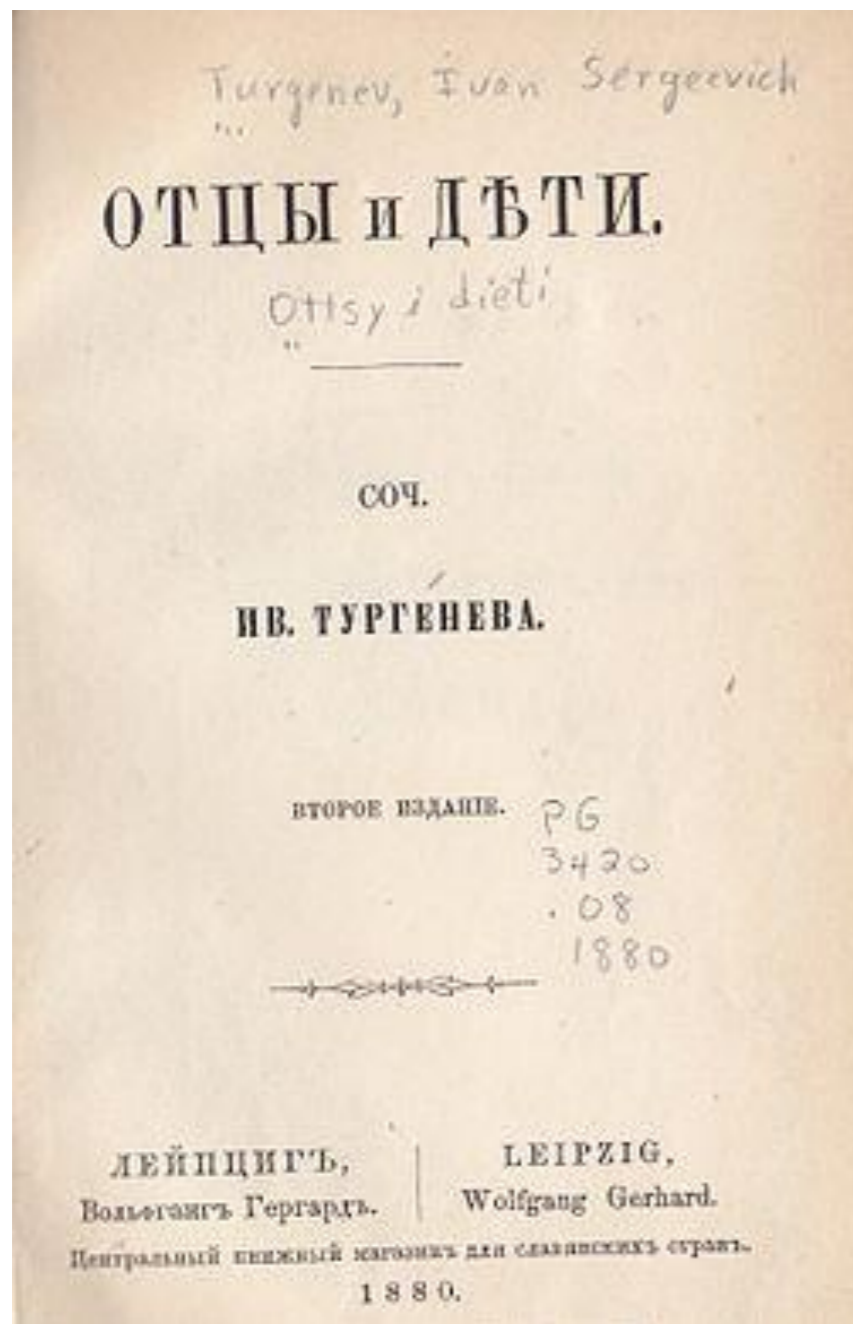 Turgenev, Ivan Sergeevich
ОТЦЫ и ДѢТИ.
Ottsy i dieti
СОЧ.
ИВ. ТУРГЕНЕВА.
ВТОРОЕ ИЗДАНІЕ.
PG
3420
.08
1880
ЛЕЙПЦИГЪ,
Вольфгангъ Гергардъ.
LEIPZIG,
Wolfgang Gerhard.
Центральный книжный магазинъ для славянскихъ странъ.
1880.